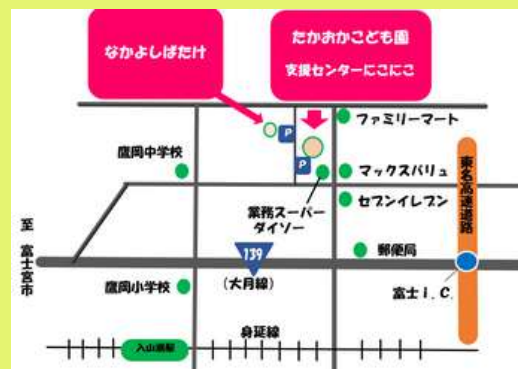 なかよしばたけ
たかおかこども園
支援センターにこにこ
P
ファミリーマート
鷹岡中学校
P
マックスバリュ
東名高速道路
業務スーパー
ダイソー
セブンイレブン
至 富士宮市
139
(大月線)
郵便局
鷹岡小学校
富士I.C.
身延線
入山瀬駅